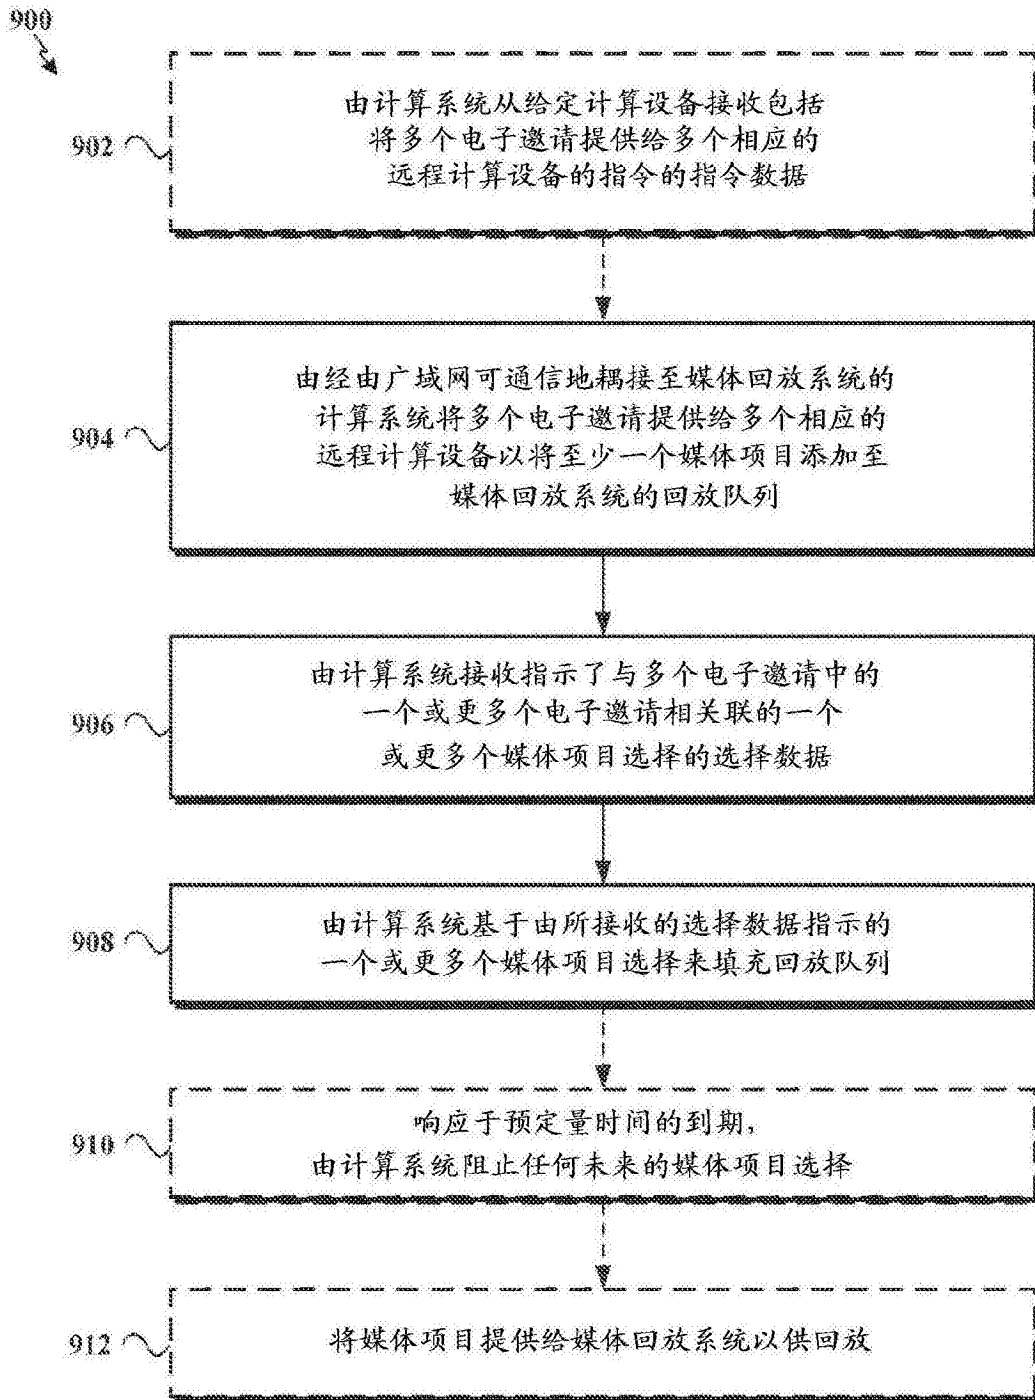 900
902
由计算系统从给定计算设备接收包括
将多个电子邀请提供给多个相应的
远程计算设备的指令的指令数据
904
由经由广域网可通信地耦接至媒体回放系统的
计算系统将多个电子邀请提供给多个相应的
远程计算设备以将至少一个媒体项目添加至
媒体回放系统的回放队列
906
由计算系统接收指示了与多个电子邀请中的
一个或更多个电子邀请相关联的一个
或更多个媒体项目选择的选择数据
908
由计算系统基于由所接收的选择数据指示的
一个或更多个媒体项目选择来填充回放队列
910
响应于预定量时间的到期，
由计算系统阻止任何未来的媒体项目选择
912
将媒体项目提供给媒体回放系统以供回放